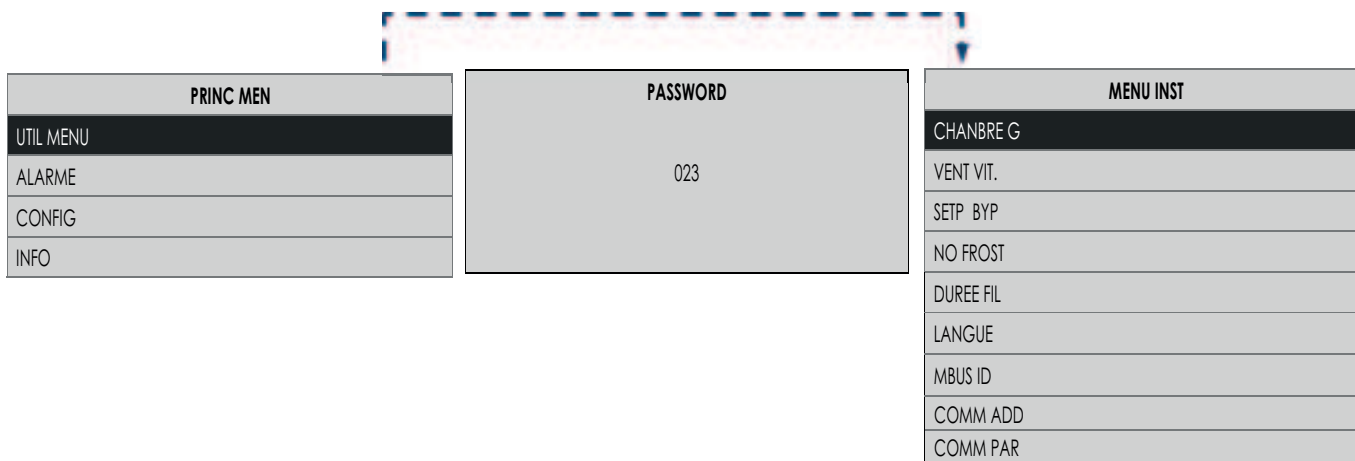 PRINC MEN
UTIL MENU
ALARME
CONFIG
INFO
PASSWORD
023
MENU INST
CHANBRE G
VENT VIT.
SETP BYP
NO FROST
DUREE FIL
LANGUE
MBUS ID
COMM ADD
COMM PAR